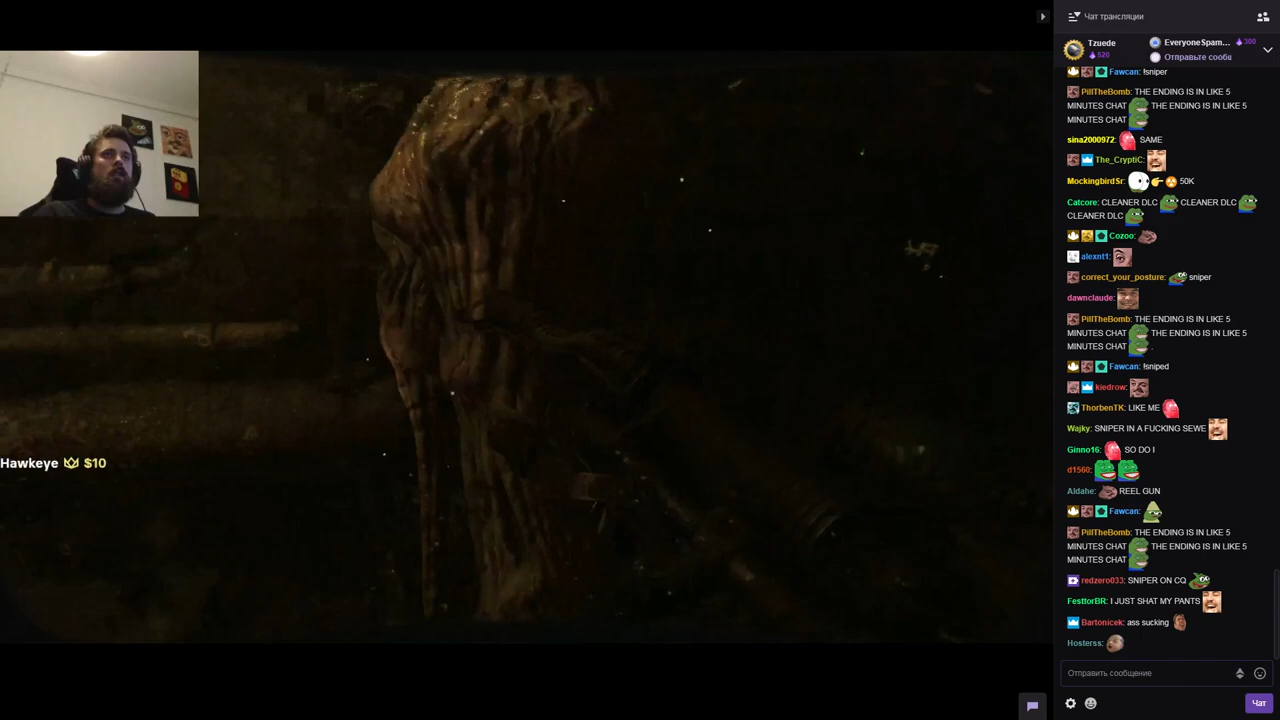 Чат трансляции
Tzuede
520
EveryoneSpam...
300
Отправьте сообщ
Fawcan: !sniper
PillTheBomb: THE ENDING IS IN LIKE 5
MINUTES CHAT THE ENDING IS IN LIKE 5
MINUTES CHAT
sina2000972: SAME
The_CryptiC:
MockingbirdSr: 50K
Catcore: CLEANER DLC CLEANER DLC
CLEANER DLC
Cozoo:
alexnt1:
correct_your_posture: sniper
dawnclaude:
PillTheBomb: THE ENDING IS IN LIKE 5
MINUTES CHAT THE ENDING IS IN LIKE 5
MINUTES CHAT .
Fawcan: !sniped
kiedrow:
ThorbenTK: LIKE ME
Wajky: SNIPER IN A FUCKING SEWE
Ginno16: SO DO I
d1560:
Aldahe: REEL GUN
Fawcan:
PillTheBomb: THE ENDING IS IN LIKE 5
MINUTES CHAT THE ENDING IS IN LIKE 5
MINUTES CHAT
redzero033: SNIPER ON CQ
FesttorBR: I JUST SHAT MY PANTS
Bartonicek: ass sucking
Hosterss:
Отправить сообщение
Чат
Hawkeye $10